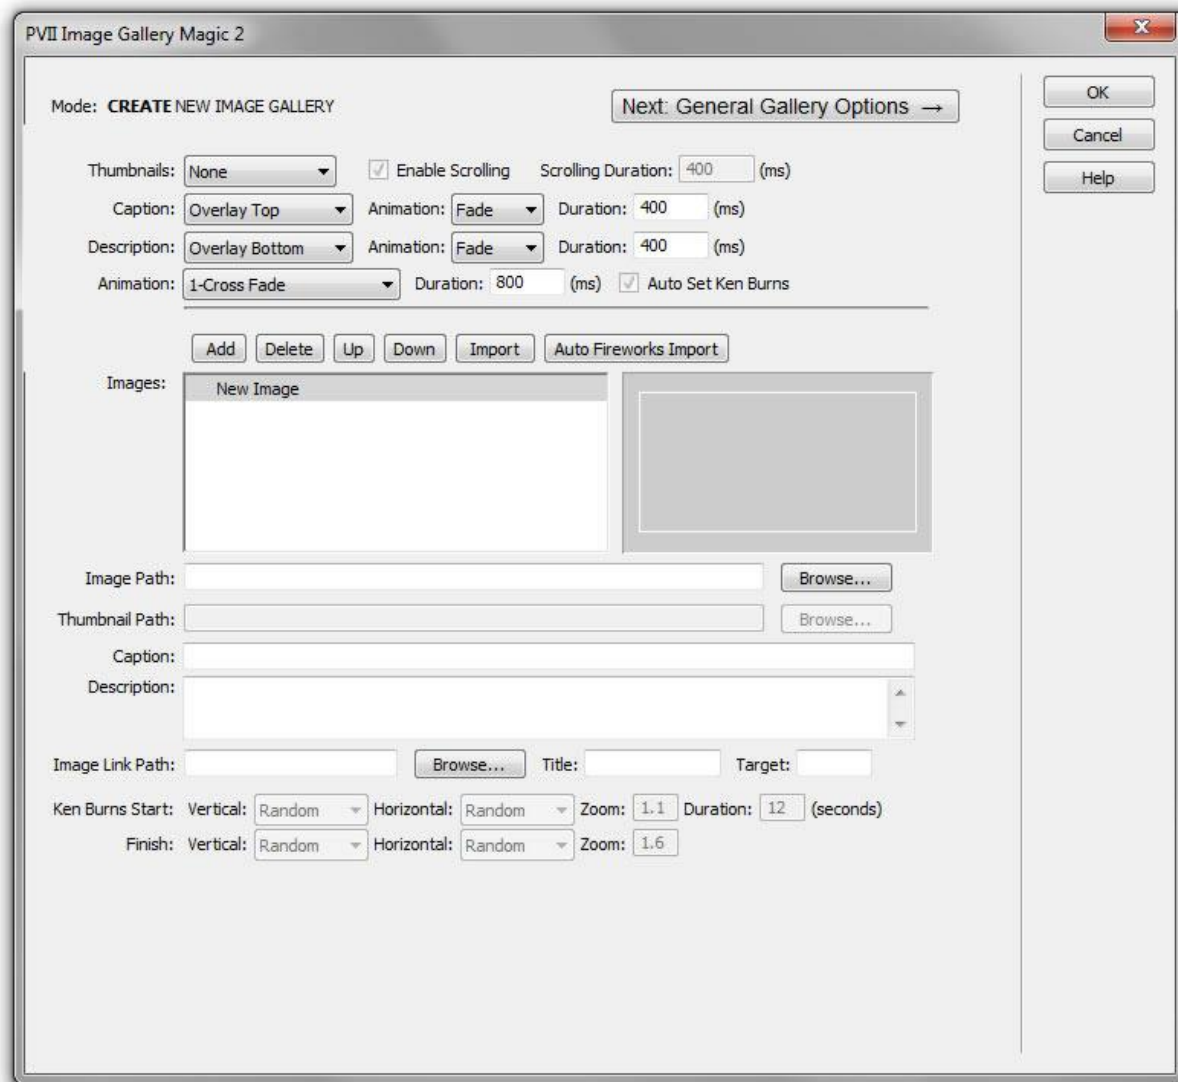 PVII Image Gallery Magic 2
Mode: CREATE NEW IMAGE GALLERY Next: General Gallery Options → OK
Cancel
Help
Thumbnails: None Enable Scrolling Scrolling Duration: 400 (ms)
Caption: Overlay Top Animation: Fade Duration: 400 (ms)
Description: Overlay Bottom Animation: Fade Duration: 400 (ms)
Animation: 1-Cross Fade Duration: 800 (ms) Auto Set Ken Burns
Add Delete Up Down Import Auto Fireworks Import
Images: New Image
Image Path: Browse...
Thumbnail Path: Browse...
Caption:
Description:
Image Link Path: Browse... Title: Target:
Ken Burns Start: Vertical: Random Horizontal: Random Zoom: 1.1 Duration: 12 (seconds)
Finish: Vertical: Random Horizontal: Random Zoom: 1.6